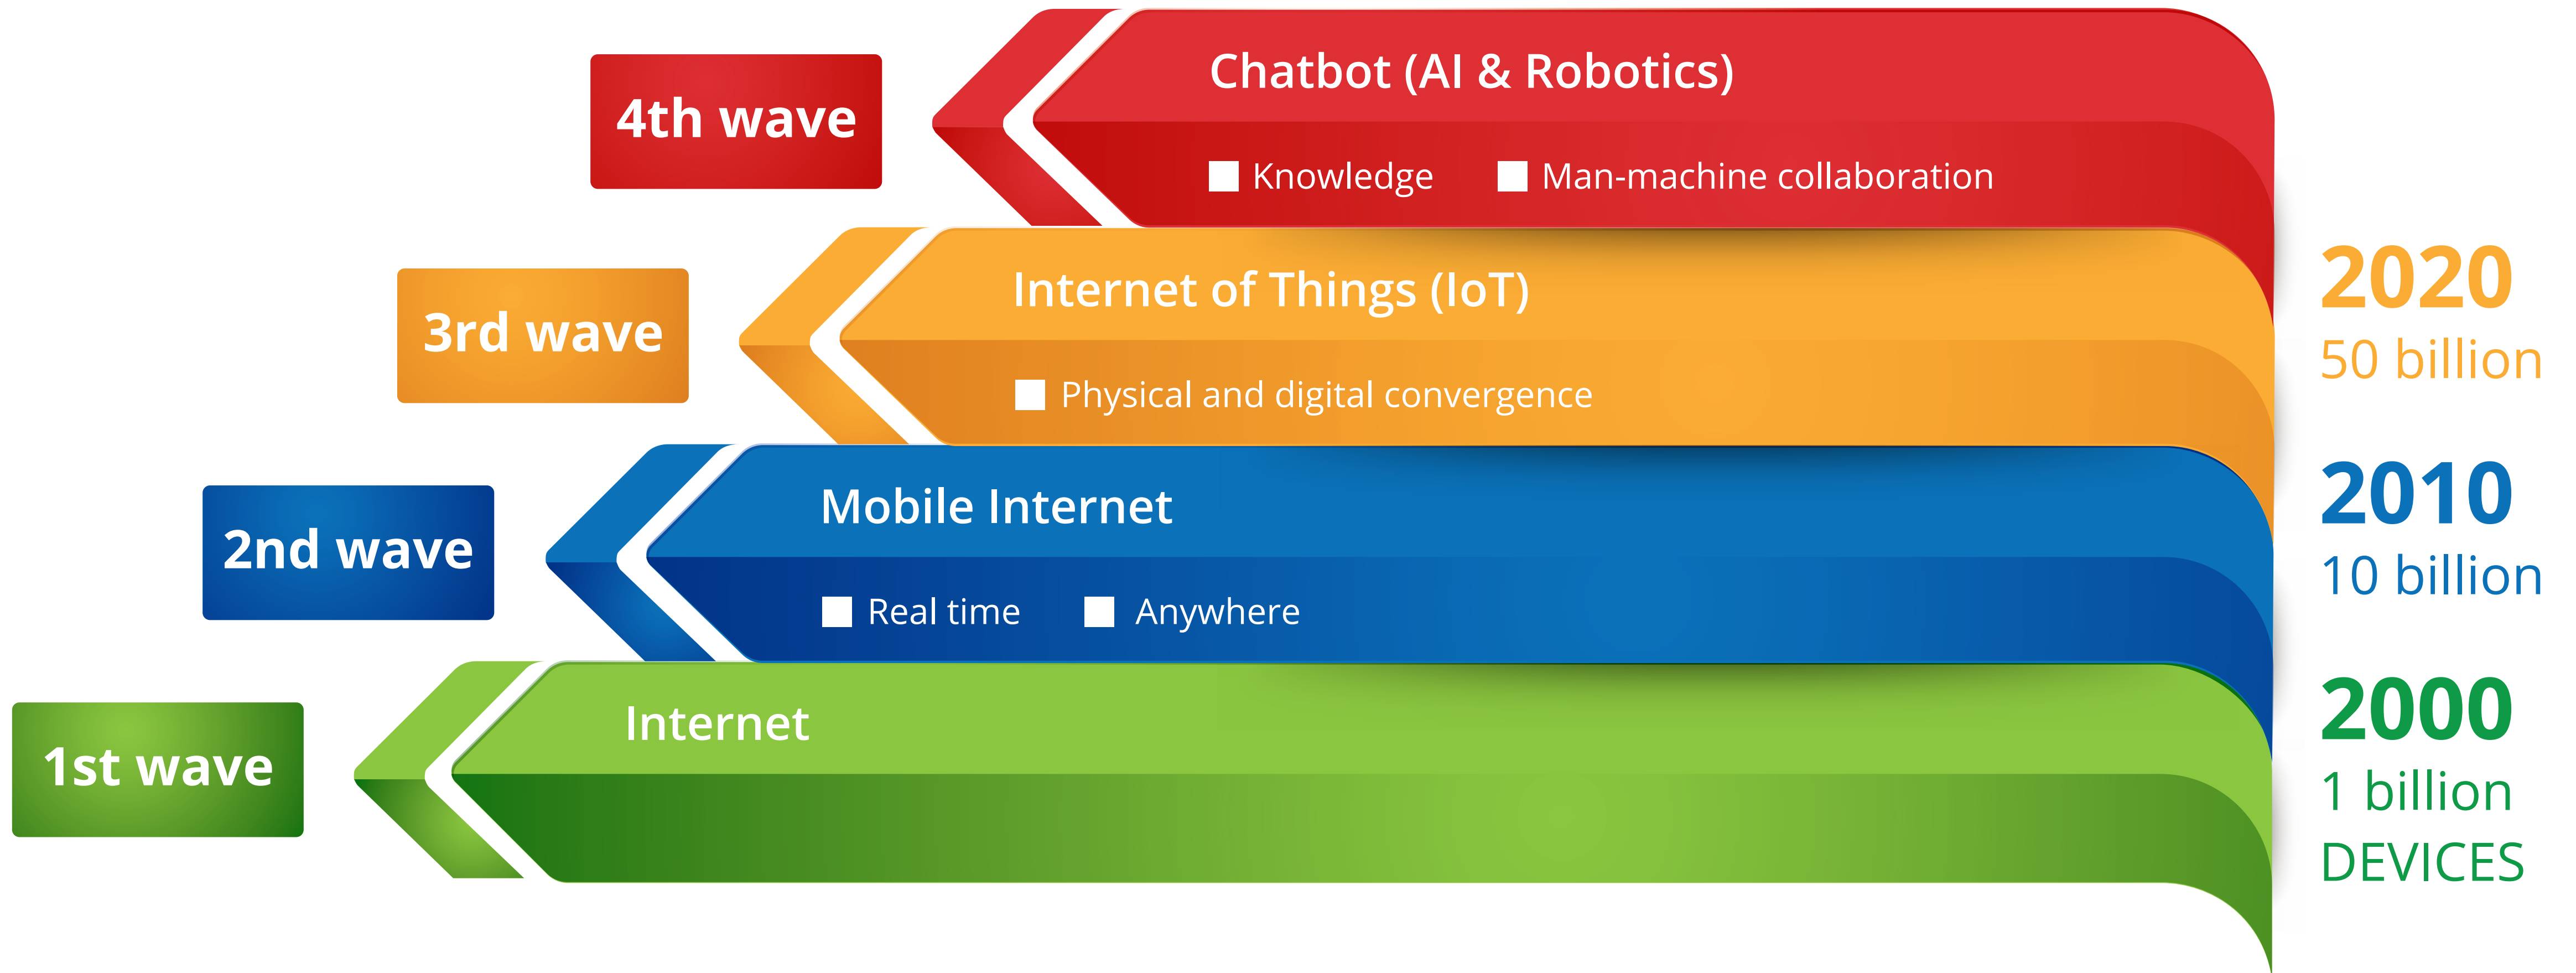 4th wave
Chatbot (AI & Robotics)
Knowledge Man-machine collaboration
3rd wave
Internet of Things (IoT)
Physical and digital convergence
2020
50 billion
2nd wave
Mobile Internet
Real time Anywhere
2010
10 billion
1st wave
Internet
2000
1 billion
DEVICES